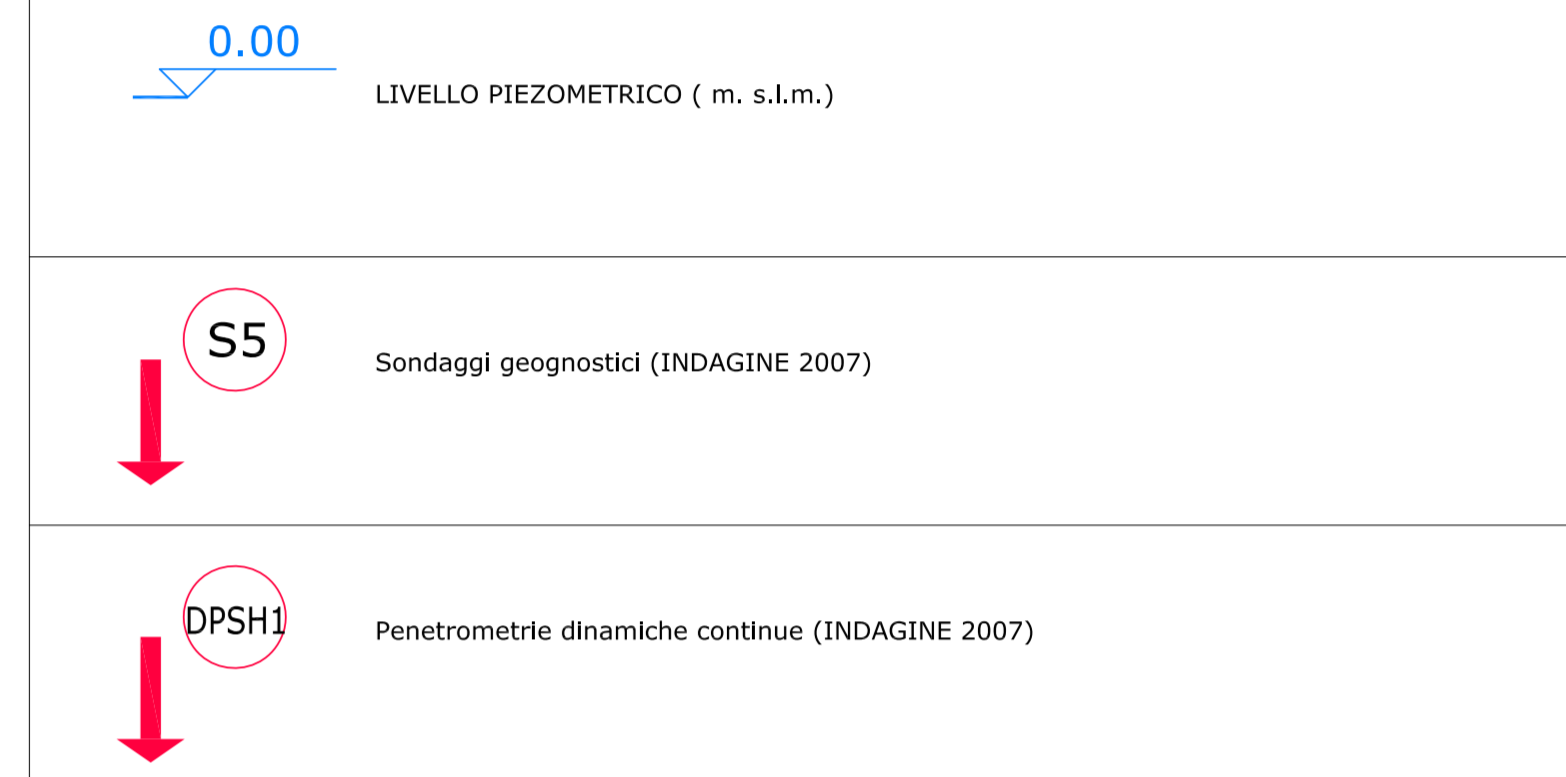 0.00
LIVELLO PIEZOMETRICO ( m. s.l.m.)
S5
Sondaggi geognostici (INDAGINE 2007)
DPSH1
Penetrometrie dinamiche continue (INDAGINE 2007)